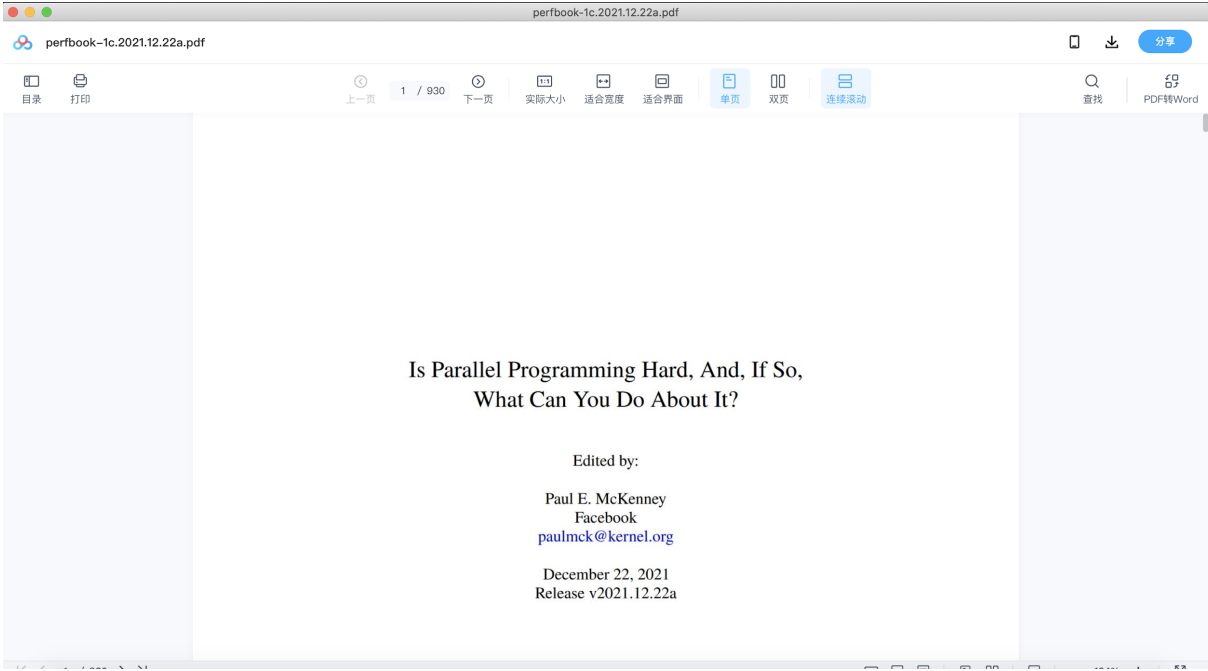 perfbook-1c.2021.12.22a.pdf
perfbook-1c.2021.12.22a.pdf
分享
目录
打印
上一页
1 / 930
下一页
1:1
实际大小
适合宽度
适合界面
单页
双页
连续滚动
查找
PDF转Word
Is Parallel Programming Hard, And, If So,
What Can You Do About It?
Edited by:
Paul E. McKenney
Facebook
paulmck@kernel.org
December 22, 2021
Release v2021.12.22a